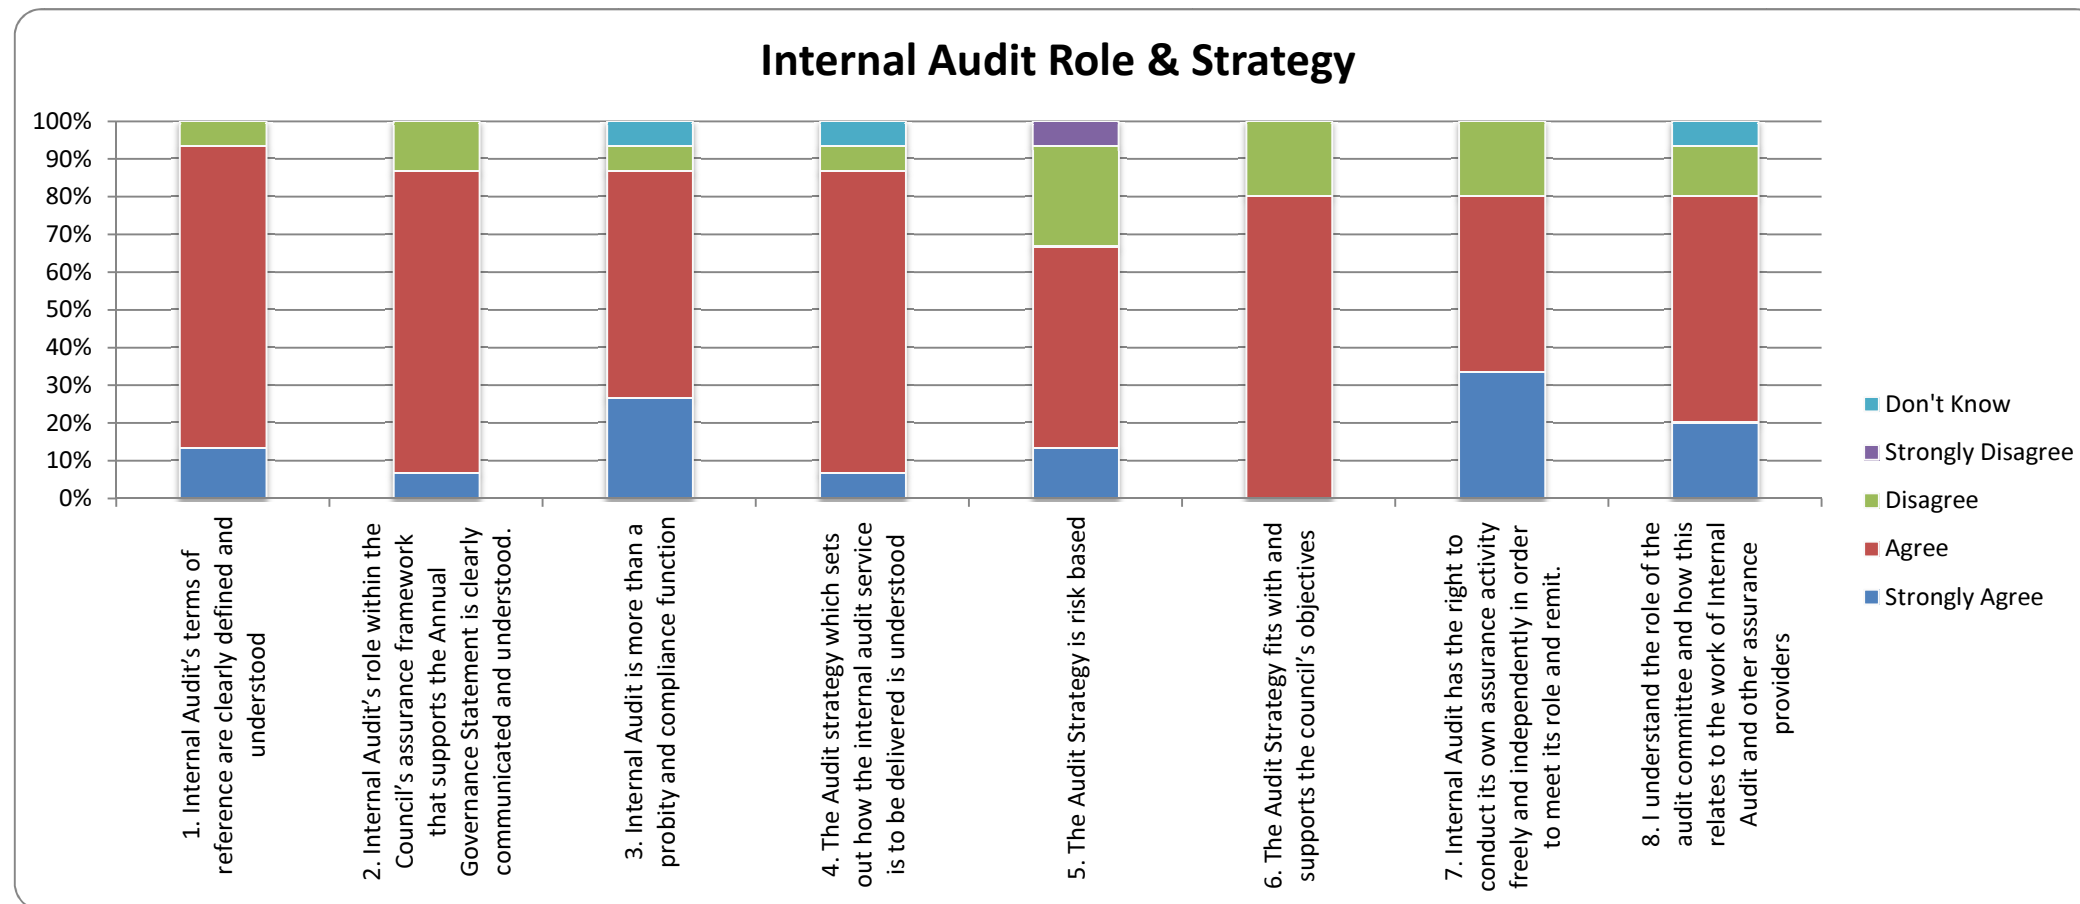 Internal Audit Role & Strategy
100%
90%
80%
70%
60%
50%
40%
30%
20%
10%
0%
1. Internal Audit’s terms of
reference are clearly defined and
understood
2. Internal Audit’s role within the
Council’s assurance framework
that supports the Annual
Governance Statement is clearly
communicated and understood.
3. Internal Audit is more than a
probity and compliance function
4. The Audit strategy which sets
out how the internal audit service
is to be delivered is understood
5. The Audit Strategy is risk based
6. The Audit Strategy fits with and
supports the council’s objectives
7. Internal Audit has the right to
conduct its own assurance activity
freely and independently in order
to meet its role and remit.
8. I understand the role of the
audit committee and how this
relates to the work of Internal
Audit and other assurance
providers
Don't Know
Strongly Disagree
Disagree
Agree
Strongly Agree